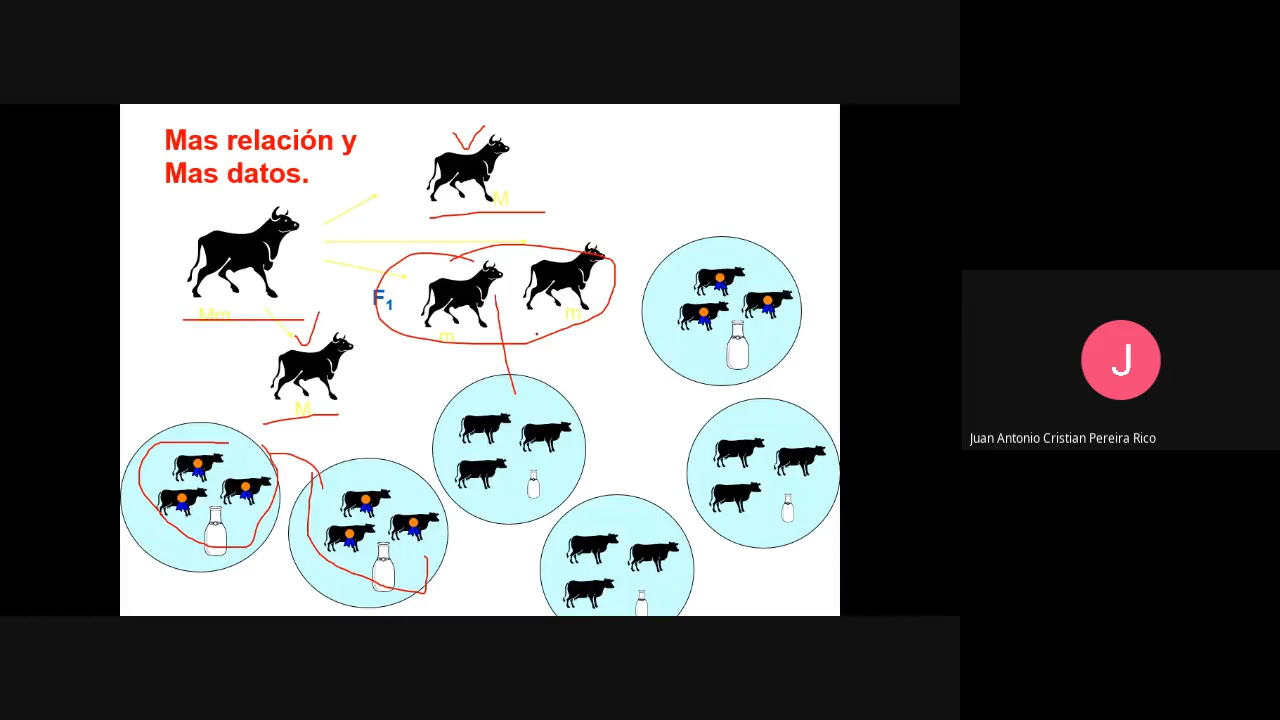 Mas relación y
Mas datos.
M
F1
Mm
m
m
M
J
Juan Antonio Cristian Pereira Rico